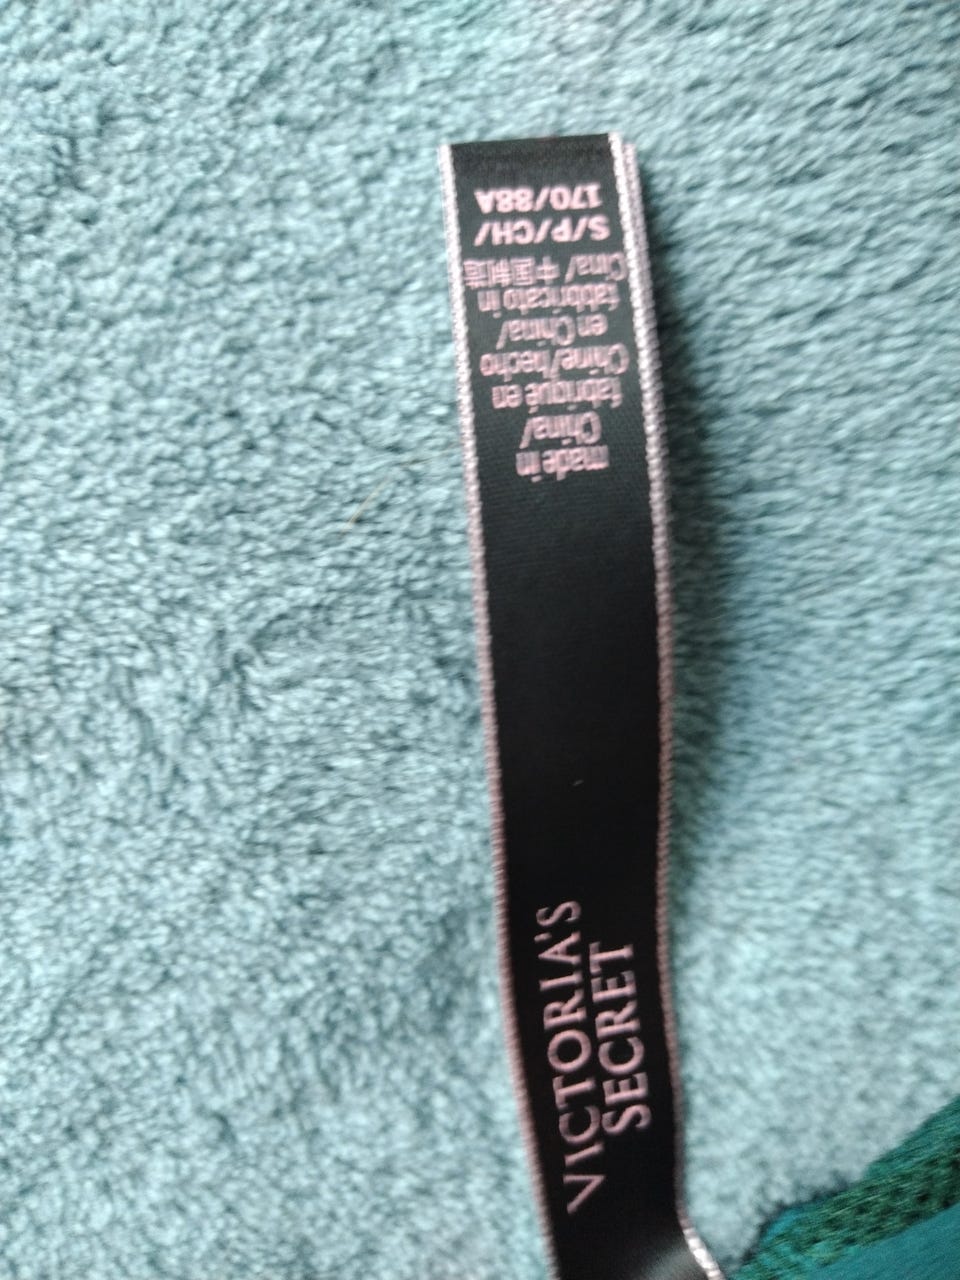 VICTORIA'S
SECRET
made in
China/
fabriqué en
Chine/hecho
en China/
fabbricato in
Cina/ 中国制造
S/P/CH/
170/88A